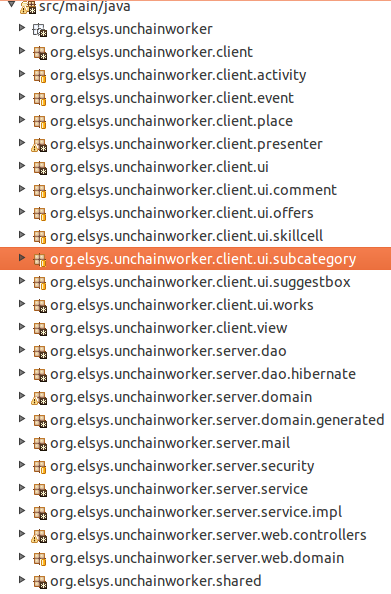 src/main/java
org.elsys.unchainworker
org.elsys.unchainworker.client
org.elsys.unchainworker.client.activity
org.elsys.unchainworker.client.event
org.elsys.unchainworker.client.place
org.elsys.unchainworker.client.presenter
org.elsys.unchainworker.client.ui
org.elsys.unchainworker.client.ui.comment
org.elsys.unchainworker.client.ui.offers
org.elsys.unchainworker.client.ui.skillcell
org.elsys.unchainworker.client.ui.subcategory
org.elsys.unchainworker.client.ui.suggestbox
org.elsys.unchainworker.client.ui.works
org.elsys.unchainworker.client.view
org.elsys.unchainworker.server.dao
org.elsys.unchainworker.server.dao.hibernate
org.elsys.unchainworker.server.domain
org.elsys.unchainworker.server.domain.generated
org.elsys.unchainworker.server.mail
org.elsys.unchainworker.server.security
org.elsys.unchainworker.server.service
org.elsys.unchainworker.server.service.impl
org.elsys.unchainworker.server.web.controllers
org.elsys.unchainworker.server.web.domain
org.elsys.unchainworker.shared